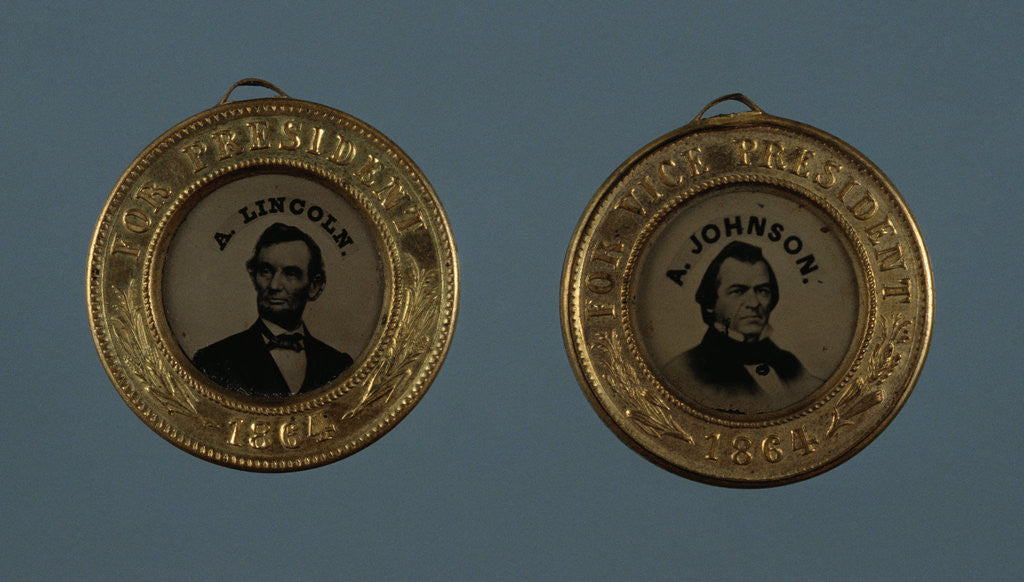 FOR PRESIDENT
A. LINCOLN.
1864
FOR VICE PRESIDENT
A. JOHNSON.
1864